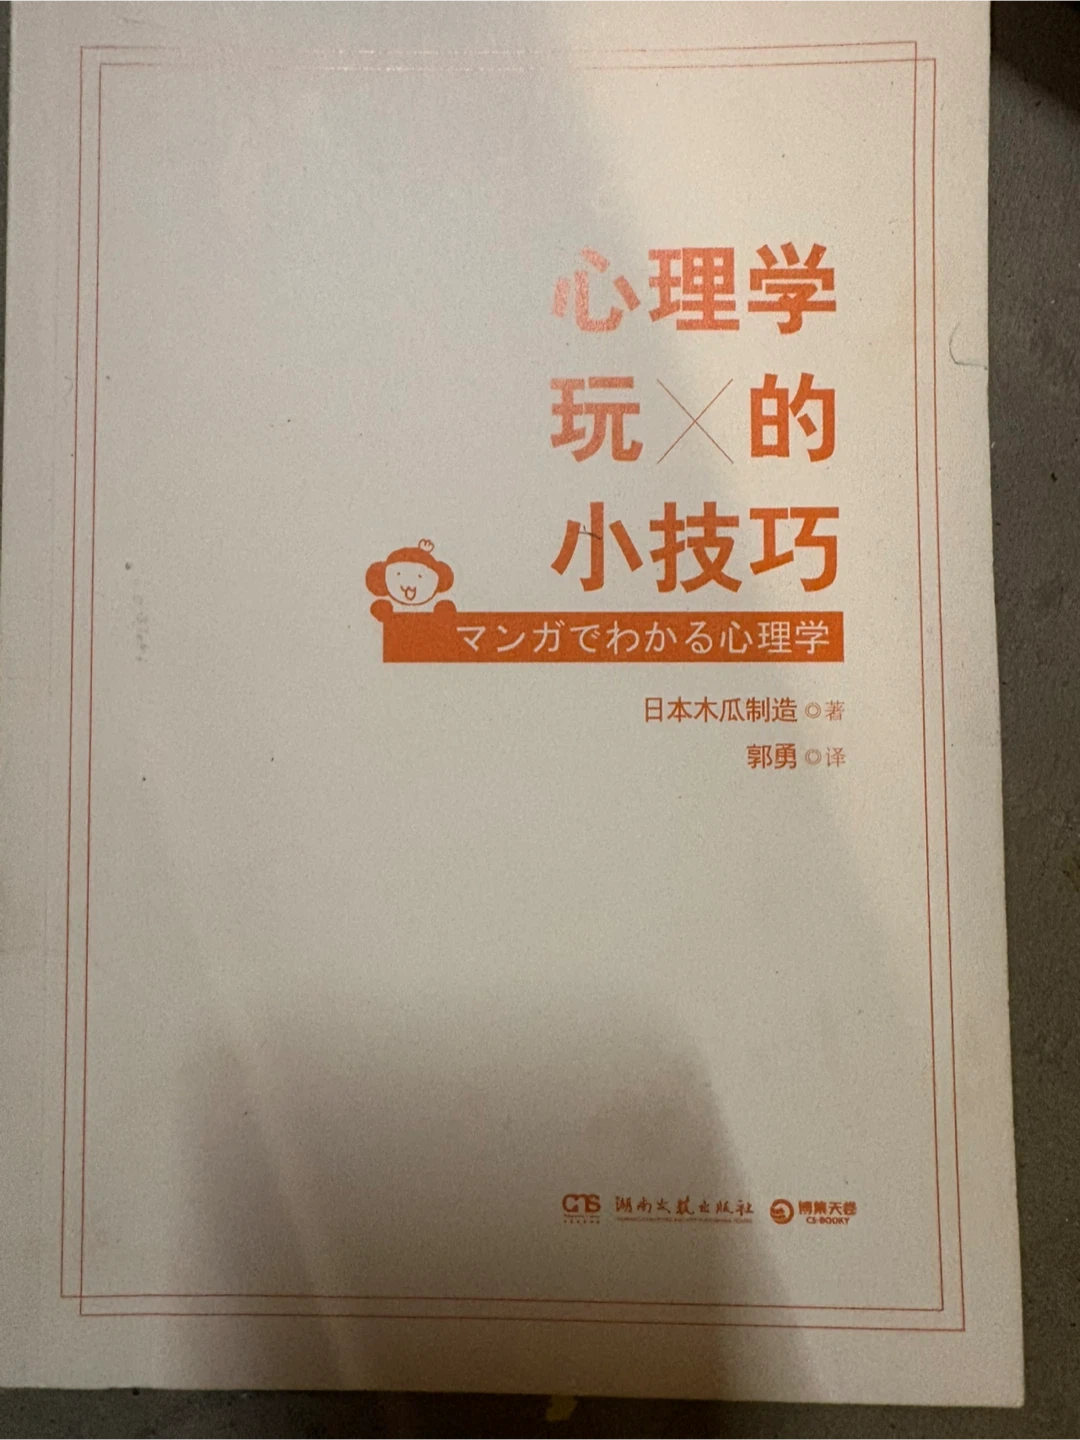 心理学
玩×的
小技巧
マンガでわかる心理学
日本木瓜制造◎著
郭勇◎译
CNS 湖南文艺出版社 博集天卷
CS-BOOKY